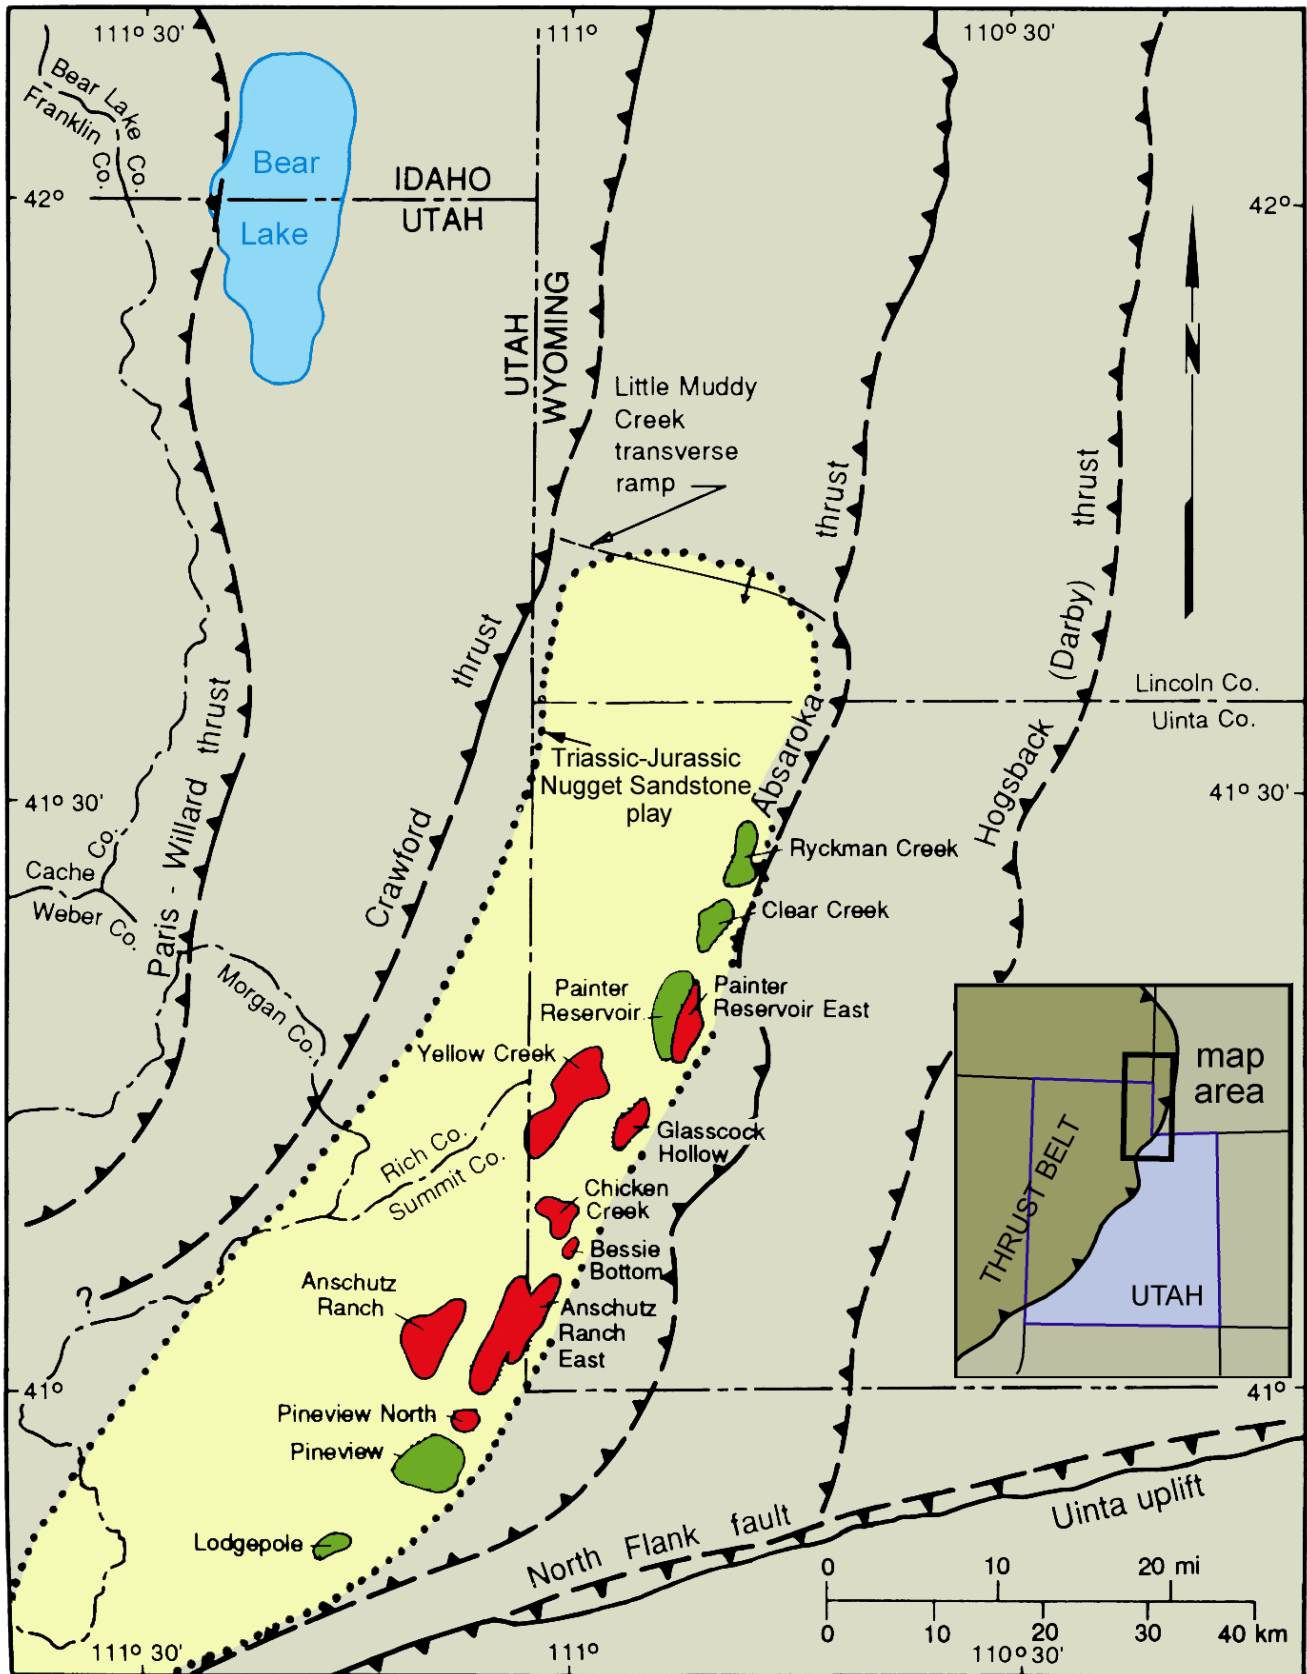 111° 30'
111°
110° 30'
Bear Lake Co.
Franklin Co.
Bear
Lake
IDAHO
UTAH
42°
42°
UTAH
WYOMING
N
Little Muddy
Creek
transverse
ramp
thrust
thrust
(Darby)
Hogsback
thrust
Crawford
thrust
Paris - Willard
Absaroka
Lincoln Co.
Uinta Co.
Triassic-Jurassic
Nugget Sandstone
play
41° 30'
41° 30'
Ryckman Creek
Clear Creek
Cache Co.
Weber Co.
Morgan Co.
Painter
Reservoir
Painter
Reservoir East
Yellow Creek
Glasscock
Hollow
Rich Co.
Summit Co.
Chicken
Creek
Bessie
Bottom
Anschutz
Ranch
Anschutz
Ranch
East
?
map
area
THRUST BELT
UTAH
41°
41°
Pineview North
Pineview
Lodgepole
North Flank fault
Uinta uplift
0 10 20 mi
0 10 20 30 40 km
111° 30'
111°
110° 30'